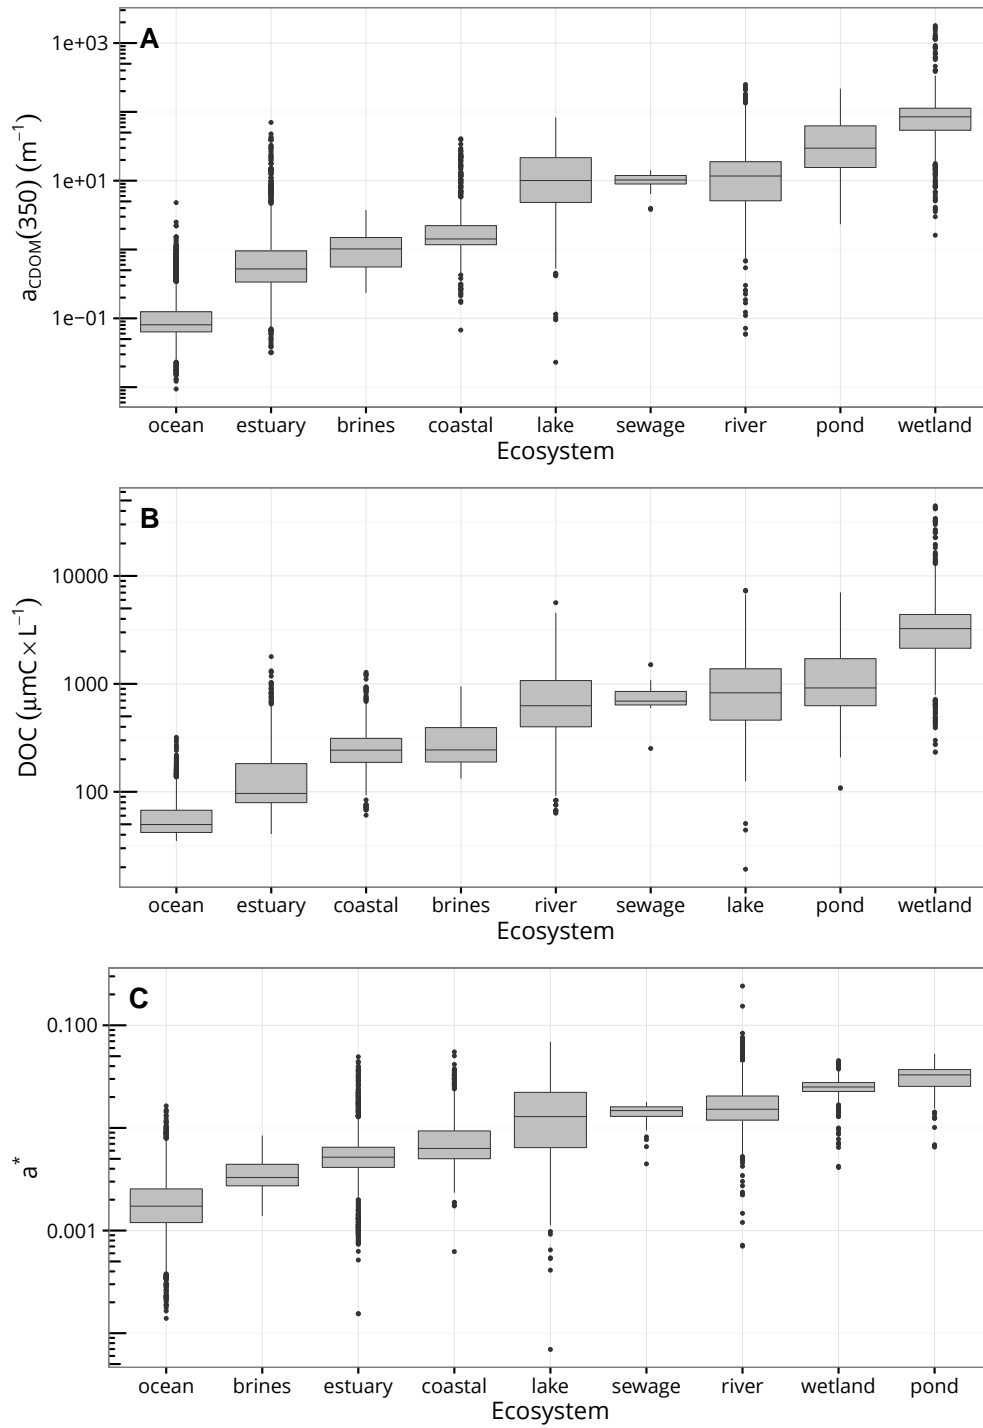 A
1e+03
1e+01
1e−01
a_CDOM(350) (m⁻¹)
ocean estuary brines coastal lake sewage river pond wetland
Ecosystem
B
10000
1000
100
DOC (μmC × L⁻¹)
ocean estuary coastal brines river sewage lake pond wetland
Ecosystem
C
0.100
0.001
a*
ocean brines estuary coastal lake sewage river wetland pond
Ecosystem